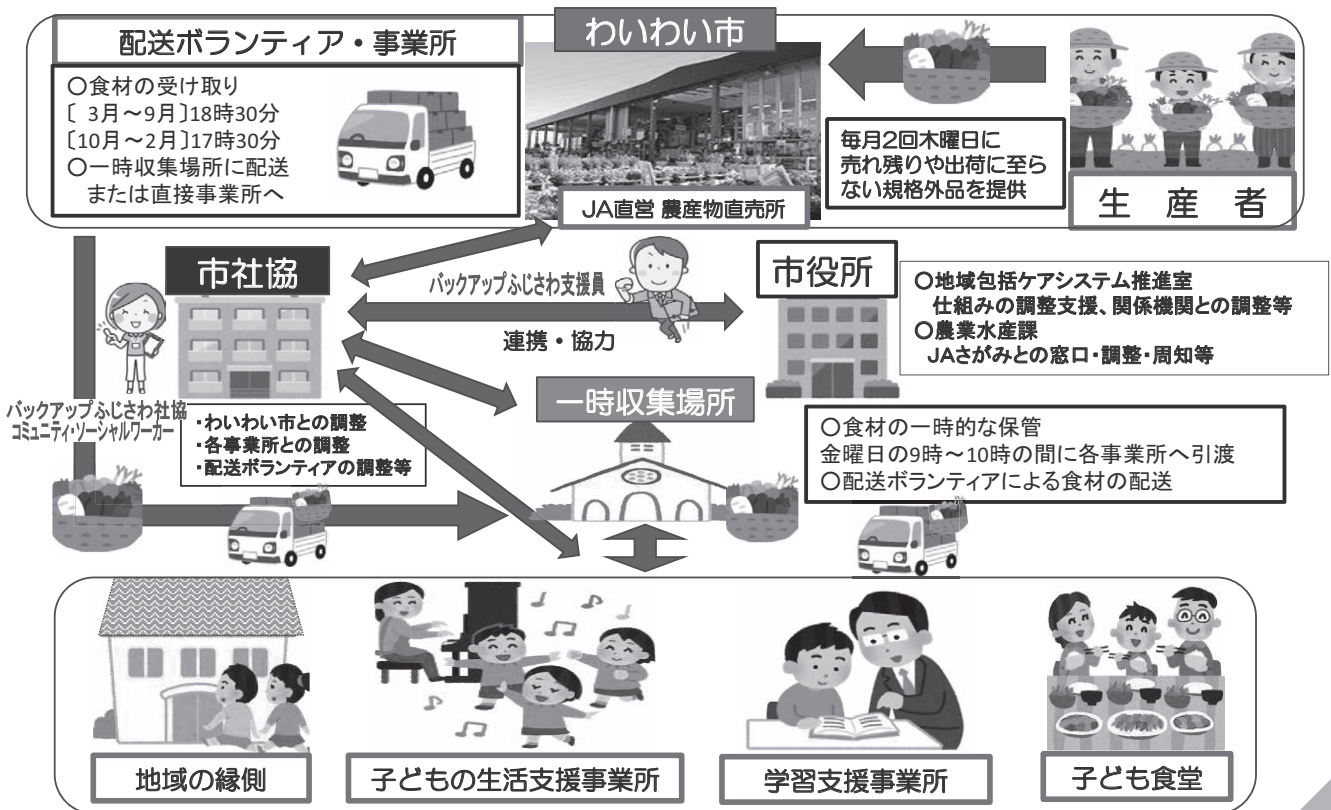 わいわい市
配送ボランティア・事業所
○食材の受け取り
〔 3月～9月〕18時30分
〔10月～2月〕17時30分
○一時収集場所に配送
または直接事業所へ
JA直営 農産物直売所
毎月2回木曜日に
売れ残りや出荷に至ら
ない規格外品を提供
生 産 者
市社協
バックアップふじさわ支援員
連携・協力
市役所
○地域包括ケアシステム推進室
仕組みの調整支援、関係機関との調整等
○農業水産課
JAさがみとの窓口・調整・周知等
バックアップふじさわ社協
コミュニティ・ソーシャルワーカー
・わいわい市との調整
・各事業所との調整
・配送ボランティアの調整等
一時収集場所
○食材の一時的な保管
金曜日の9時～10時の間に各事業所へ引渡
○配送ボランティアによる食材の配送
地域の縁側
子どもの生活支援事業所
学習支援事業所
子ども食堂